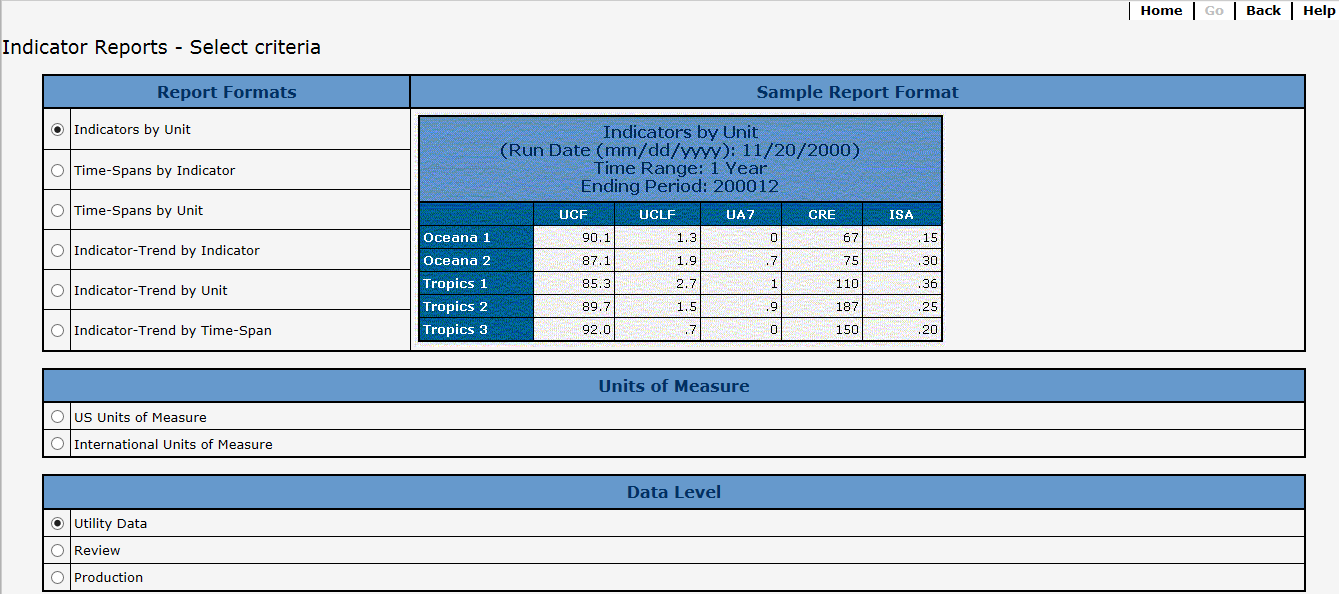 Home Go Back Help
Indicator Reports - Select criteria
Report Formats
Sample Report Format
Indicators by Unit
Time-Spans by Indicator
Time-Spans by Unit
Indicator-Trend by Indicator
Indicator-Trend by Unit
Indicator-Trend by Time-Span
Indicators by Unit
(Run Date (mm/dd/yyyy): 11/20/2000)
Time Range: 1 Year
Ending Period: 200012
UCF UCLF UA7 CRE ISA
Oceana 1 90.1 1.3 0 67 .15
Oceana 2 87.1 1.9 .7 75 .30
Tropics 1 85.3 2.7 1 110 .36
Tropics 2 89.7 1.5 .9 187 .25
Tropics 3 92.0 .7 0 150 .20
Units of Measure
US Units of Measure
International Units of Measure
Data Level
Utility Data
Review
Production